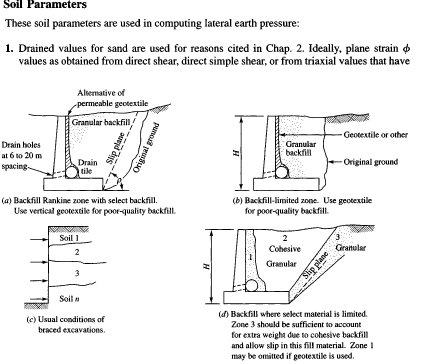 Soil Parameters
These soil parameters are used in computing lateral earth pressure:
1. Drained values for sand are used for reasons cited in Chap. 2. Ideally, plane strain ϕ
values as obtained from direct shear, direct simple shear, or from triaxial values that have
Alternative of
permeable geotextile
Granular backfill
Drain holes
at 6 to 20 m
spacing
Drain
tile
Slip plane
Original ground
ρ
(a) Backfill Rankine zone with select backfill.
Use vertical geotextile for poor-quality backfill.
H
Granular
backfill
Geotextile or other
Original ground
(b) Backfill-limited zone. Use geotextile
for poor-quality backfill.
Soil 1
2
3
Soil n
(c) Usual conditions of
braced excavations.
H
1
2
Cohesive
Granular
Slip plane
3
Granular
(d) Backfill where select material is limited.
Zone 3 should be sufficient to account
for extra weight due to cohesive backfill
and allow slip in this fill material. Zone 1
may be omitted if geotextile is used.